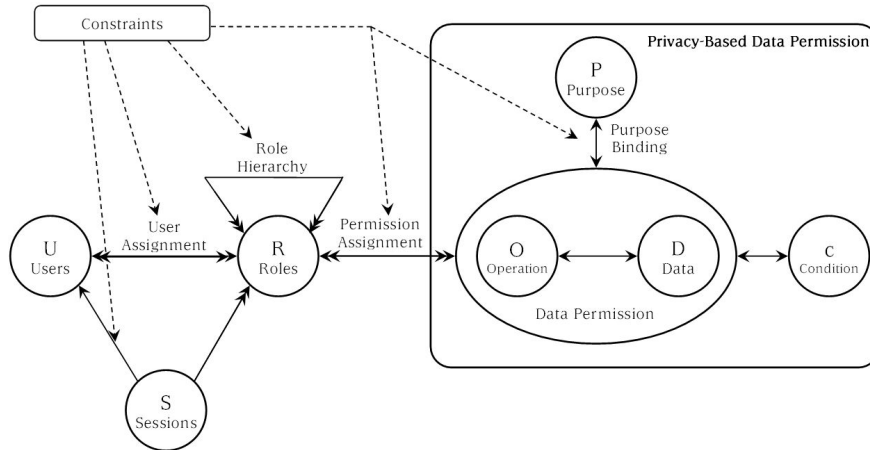 Constraints
Privacy-Based Data Permission
P
Purpose
Purpose
Binding
Role
Hierarchy
User
Assignment
Permission
Assignment
U
Users
R
Roles
O
Operation
D
Data
c
Condition
Data Permission
S
Sessions